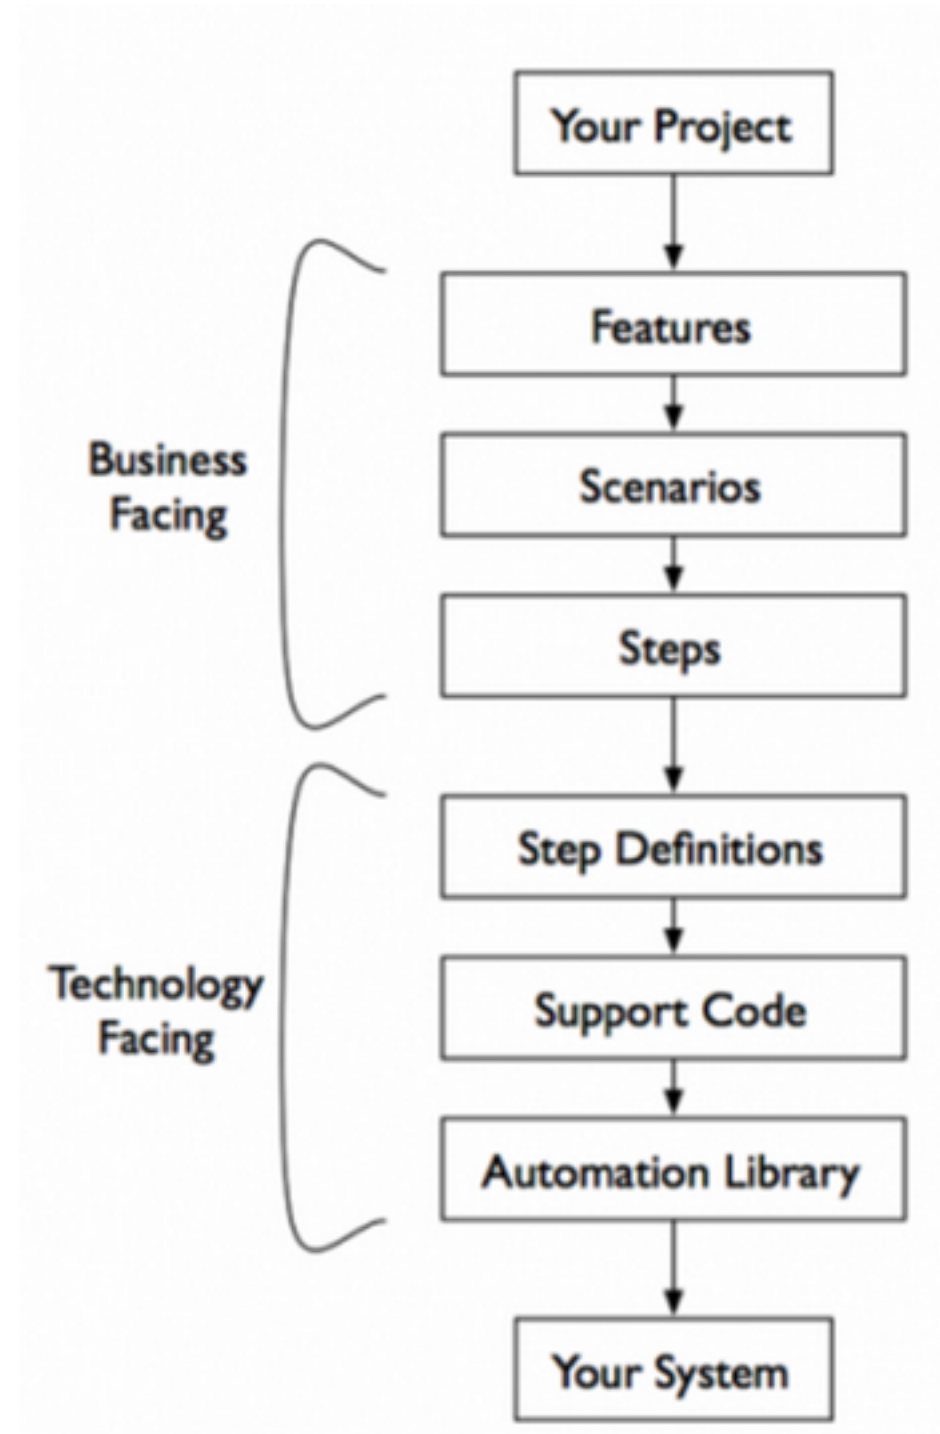 Your Project
Features
Business
Facing
Scenarios
Steps
Step Definitions
Technology
Facing
Support Code
Automation Library
Your System